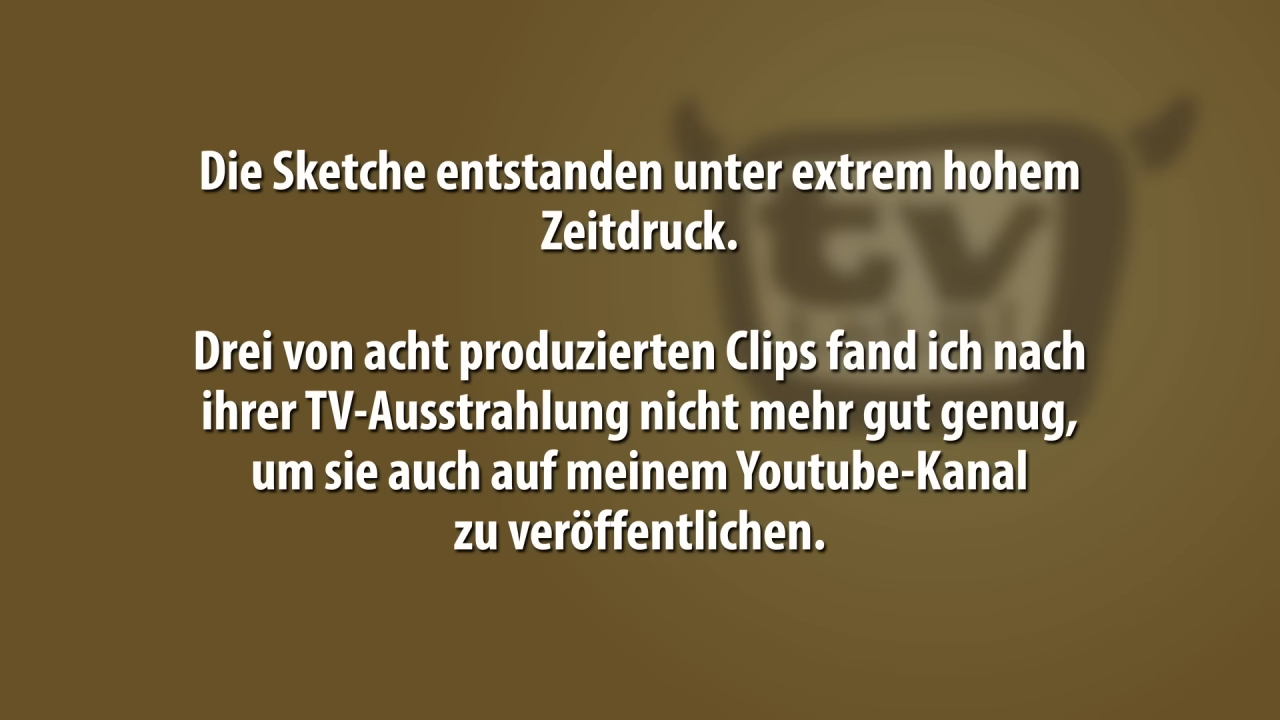 Die Sketche entstanden unter extrem hohem
Zeitdruck.
Drei von acht produzierten Clips fand ich nach
ihrer TV-Ausstrahlung nicht mehr gut genug,
um sie auch auf meinem Youtube-Kanal
zu veröffentlichen.
tv